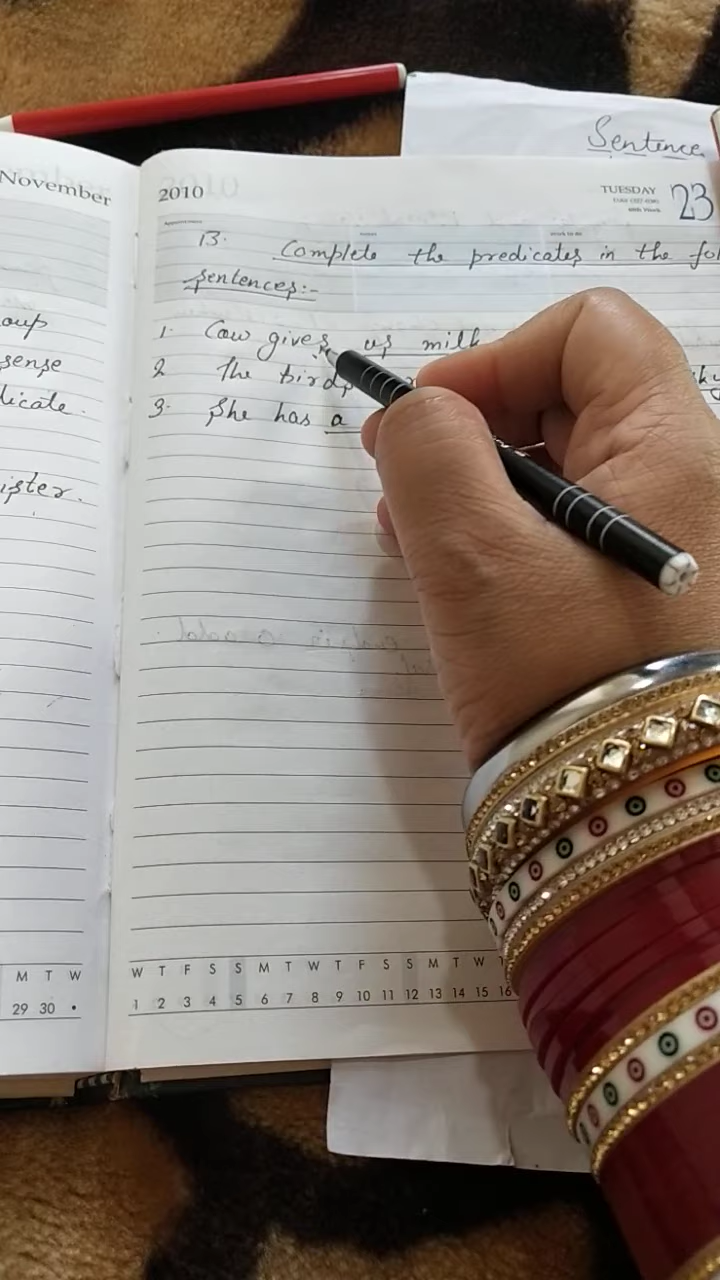 Sentence
November
oup
sense
licate.
ister.
M T W
29 30 •
2010
TUESDAY
23
13. Complete the predicates in the fol
sentences:-
1. Cow gives us milk
2 The birds
3. She has a
W T F S S M T W T F S S M T W
1 2 3 4 5 6 7 8 9 10 11 12 13 14 15 16